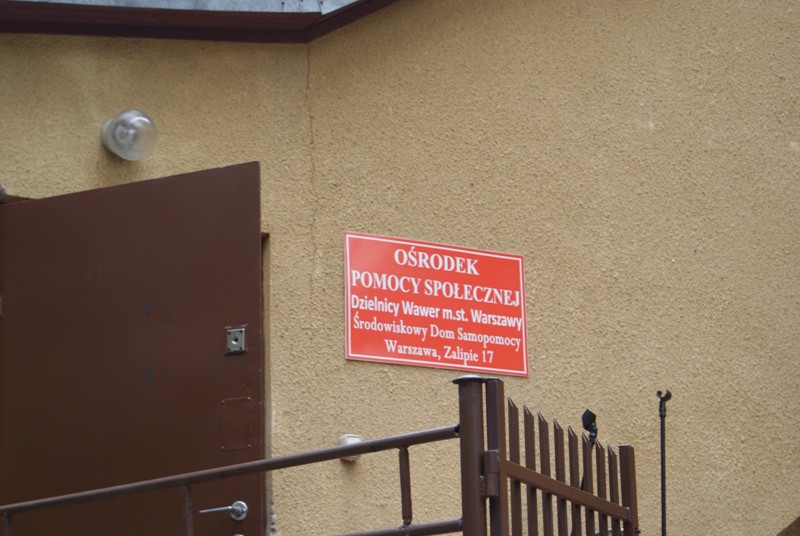 OŚRODEK
POMOCY SPOŁECZNEJ
Dzielnicy Wawer m.st. Warszawy
Środowiskowy Dom Samopomocy
Warszawa, Zalipie 17